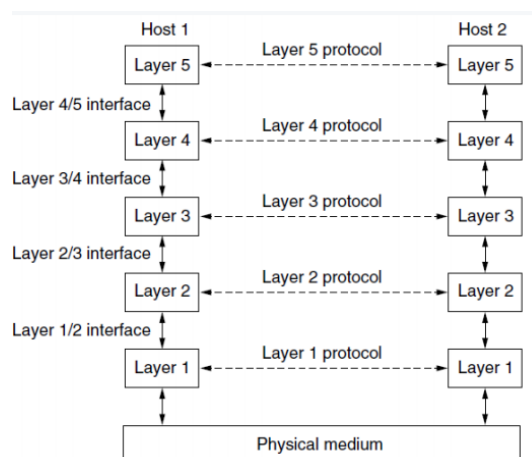 Host 1 Host 2
Layer 5 protocol
Layer 5 Layer 5
Layer 4/5 interface
Layer 4 protocol
Layer 4 Layer 4
Layer 3/4 interface
Layer 3 protocol
Layer 3 Layer 3
Layer 2/3 interface
Layer 2 protocol
Layer 2 Layer 2
Layer 1/2 interface
Layer 1 protocol
Layer 1 Layer 1
Physical medium